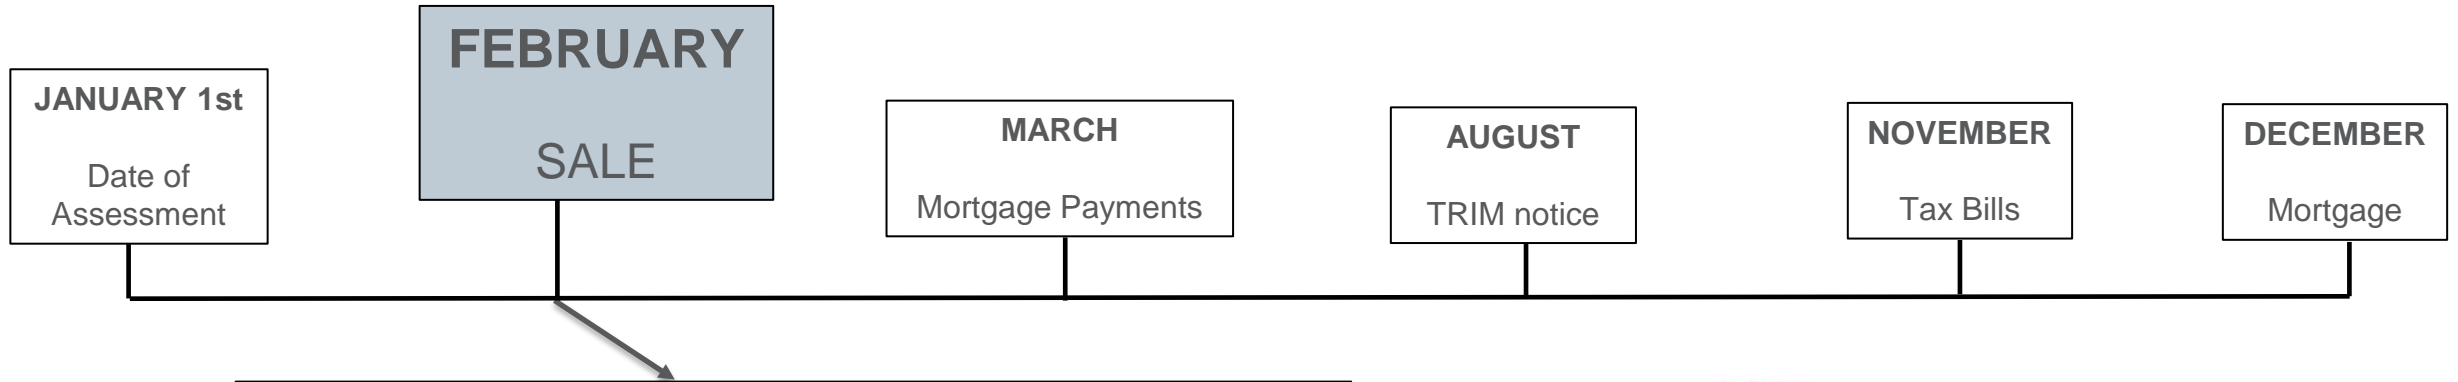 JANUARY 1st
Date of
Assessment
FEBRUARY
SALE
MARCH
Mortgage Payments
AUGUST
TRIM notice
NOVEMBER
Tax Bills
DECEMBER
Mortgage